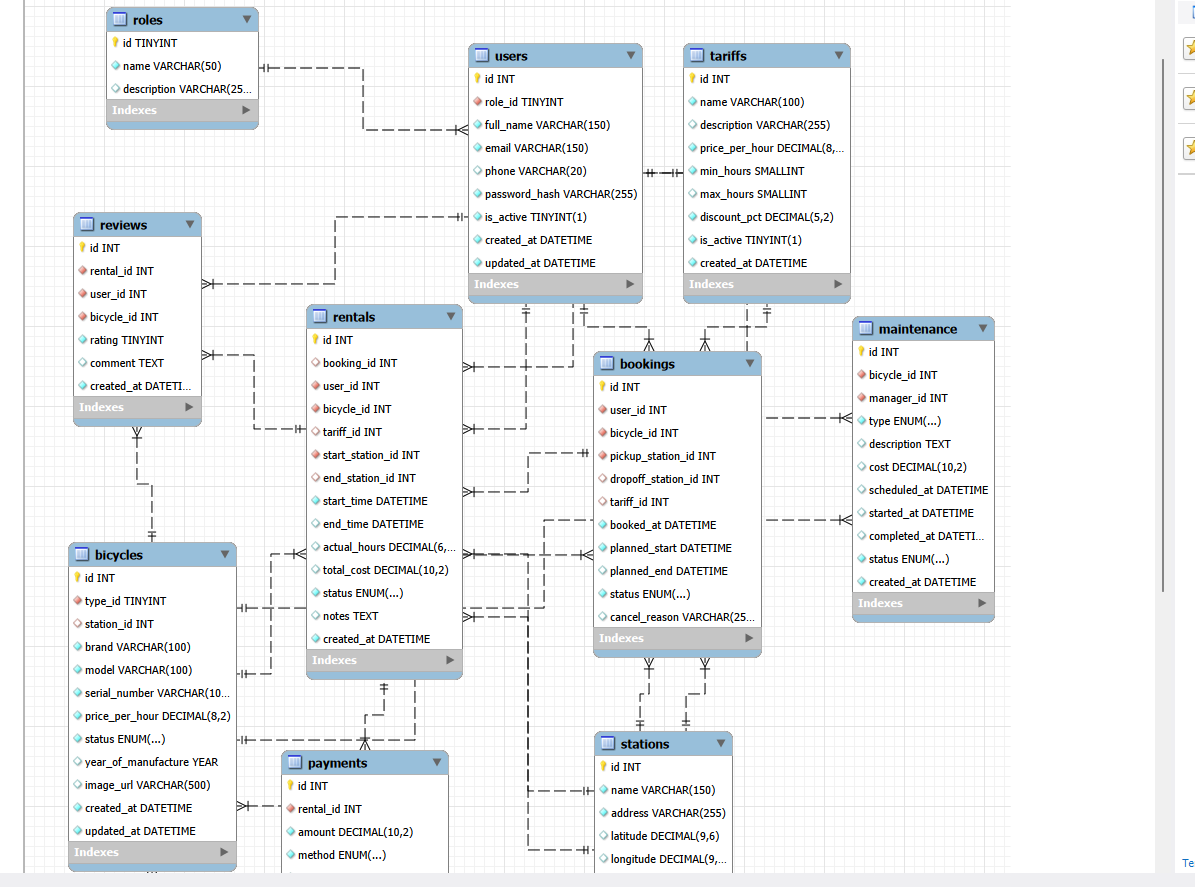 roles
id TINYINT
name VARCHAR(50)
description VARCHAR(25...
Indexes
users
id INT
role_id TINYINT
full_name VARCHAR(150)
email VARCHAR(150)
phone VARCHAR(20)
password_hash VARCHAR(255)
is_active TINYINT(1)
created_at DATETIME
updated_at DATETIME
Indexes
tariffs
id INT
name VARCHAR(100)
description VARCHAR(255)
price_per_hour DECIMAL(8,...
min_hours SMALLINT
max_hours SMALLINT
discount_pct DECIMAL(5,2)
is_active TINYINT(1)
created_at DATETIME
Indexes
reviews
id INT
rental_id INT
user_id INT
bicycle_id INT
rating TINYINT
comment TEXT
created_at DATETI...
Indexes
rentals
id INT
booking_id INT
user_id INT
bicycle_id INT
tariff_id INT
start_station_id INT
end_station_id INT
start_time DATETIME
end_time DATETIME
actual_hours DECIMAL(6,...
total_cost DECIMAL(10,2)
status ENUM(...)
notes TEXT
created_at DATETIME
Indexes
bookings
id INT
user_id INT
bicycle_id INT
pickup_station_id INT
dropoff_station_id INT
tariff_id INT
booked_at DATETIME
planned_start DATETIME
planned_end DATETIME
status ENUM(...)
cancel_reason VARCHAR(25...
Indexes
maintenance
id INT
bicycle_id INT
manager_id INT
type ENUM(...)
description TEXT
cost DECIMAL(10,2)
scheduled_at DATETIME
started_at DATETIME
completed_at DATETI...
status ENUM(...)
created_at DATETIME
Indexes
bicycles
id INT
type_id TINYINT
station_id INT
brand VARCHAR(100)
model VARCHAR(100)
serial_number VARCHAR(10...
price_per_hour DECIMAL(8,2)
status ENUM(...)
year_of_manufacture YEAR
image_url VARCHAR(500)
created_at DATETIME
updated_at DATETIME
Indexes
payments
id INT
rental_id INT
amount DECIMAL(10,2)
method ENUM(...)
stations
id INT
name VARCHAR(150)
address VARCHAR(255)
latitude DECIMAL(9,6)
longitude DECIMAL(9,...
Te